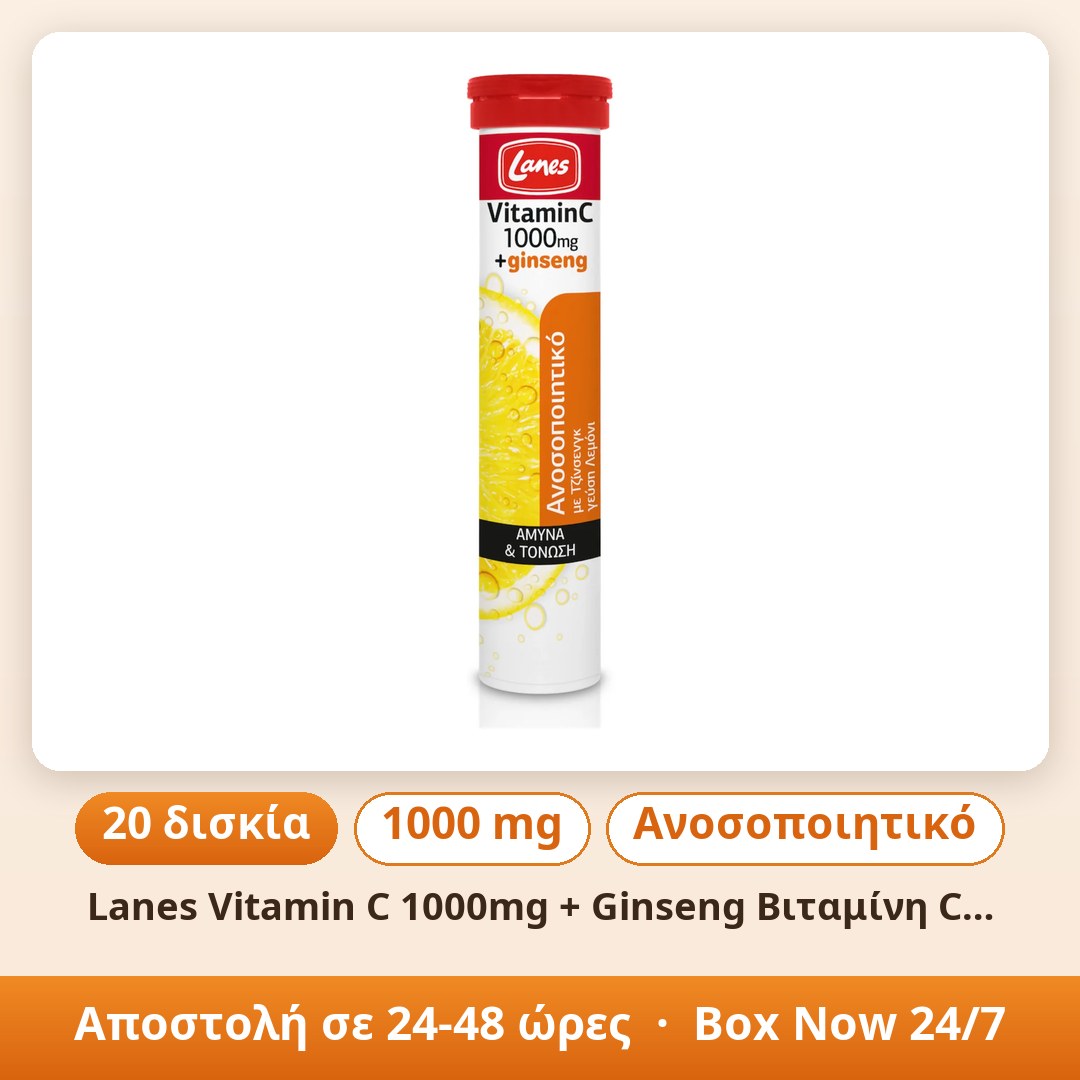 Lanes
VitaminC
1000mg
+ginseng
Ανοσοποιητικό
με Τζίνσενγκ
γεύση Λεμόνι
ΑΜΥΝΑ
& ΤΟΝΩΣΗ
20 δισκία
1000 mg
Ανοσοποιητικό
Lanes Vitamin C 1000mg + Ginseng Βιταμίνη C...
Αποστολή σε 24-48 ώρες · Box Now 24/7